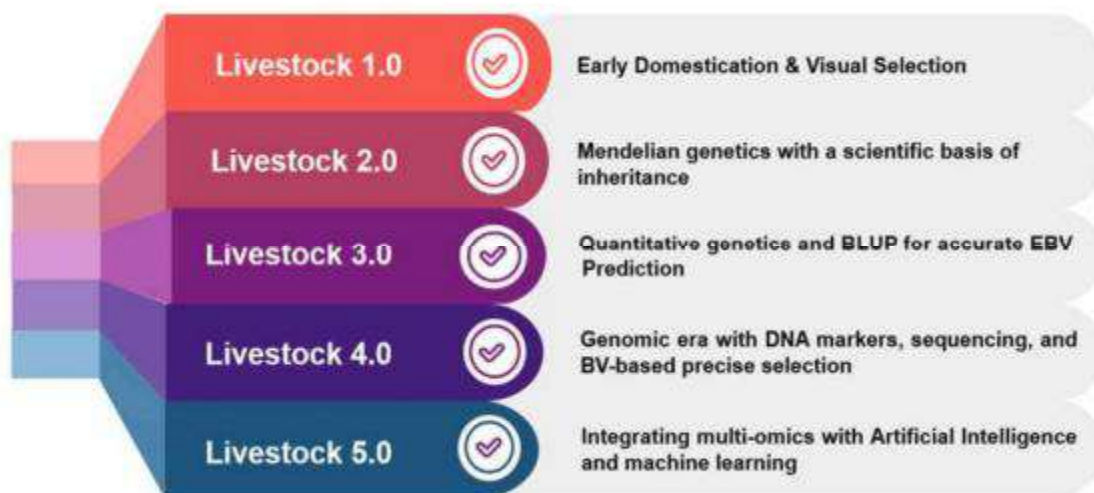 Livestock 1.0
Early Domestication & Visual Selection
Livestock 2.0
Mendelian genetics with a scientific basis of
inheritance
Livestock 3.0
Quantitative genetics and BLUP for accurate EBV
Prediction
Livestock 4.0
Genomic era with DNA markers, sequencing, and
BV-based precise selection
Livestock 5.0
Integrating multi-omics with Artificial Intelligence
and machine learning